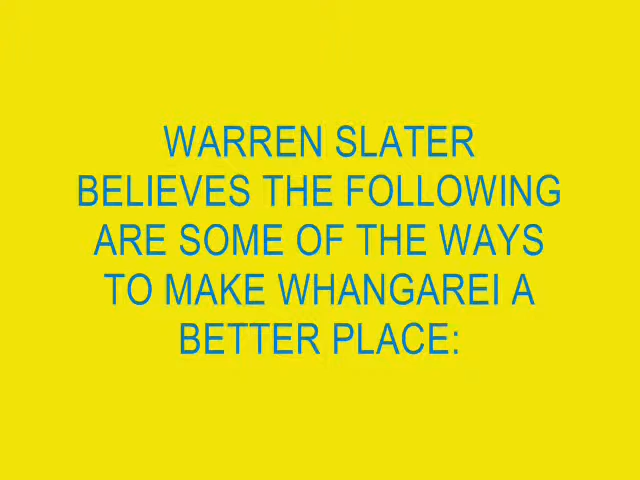 WARREN SLATER
BELIEVES THE FOLLOWING
ARE SOME OF THE WAYS
TO MAKE WHANGAREI A
BETTER PLACE: